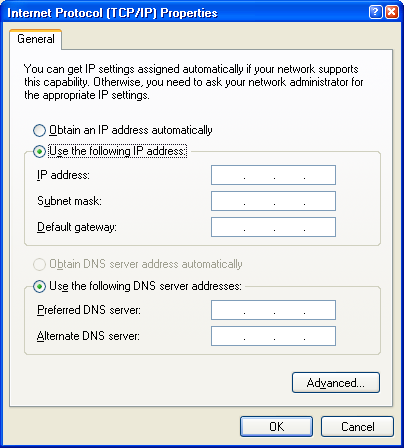 Internet Protocol (TCP/IP) Properties
General
You can get IP settings assigned automatically if your network supports
this capability. Otherwise, you need to ask your network administrator for
the appropriate IP settings.
Obtain an IP address automatically
Use the following IP address:
IP address:
. . .
Subnet mask:
. . .
Default gateway:
. . .
Obtain DNS server address automatically
Use the following DNS server addresses:
Preferred DNS server:
. . .
Alternate DNS server:
. . .
Advanced...
OK
Cancel